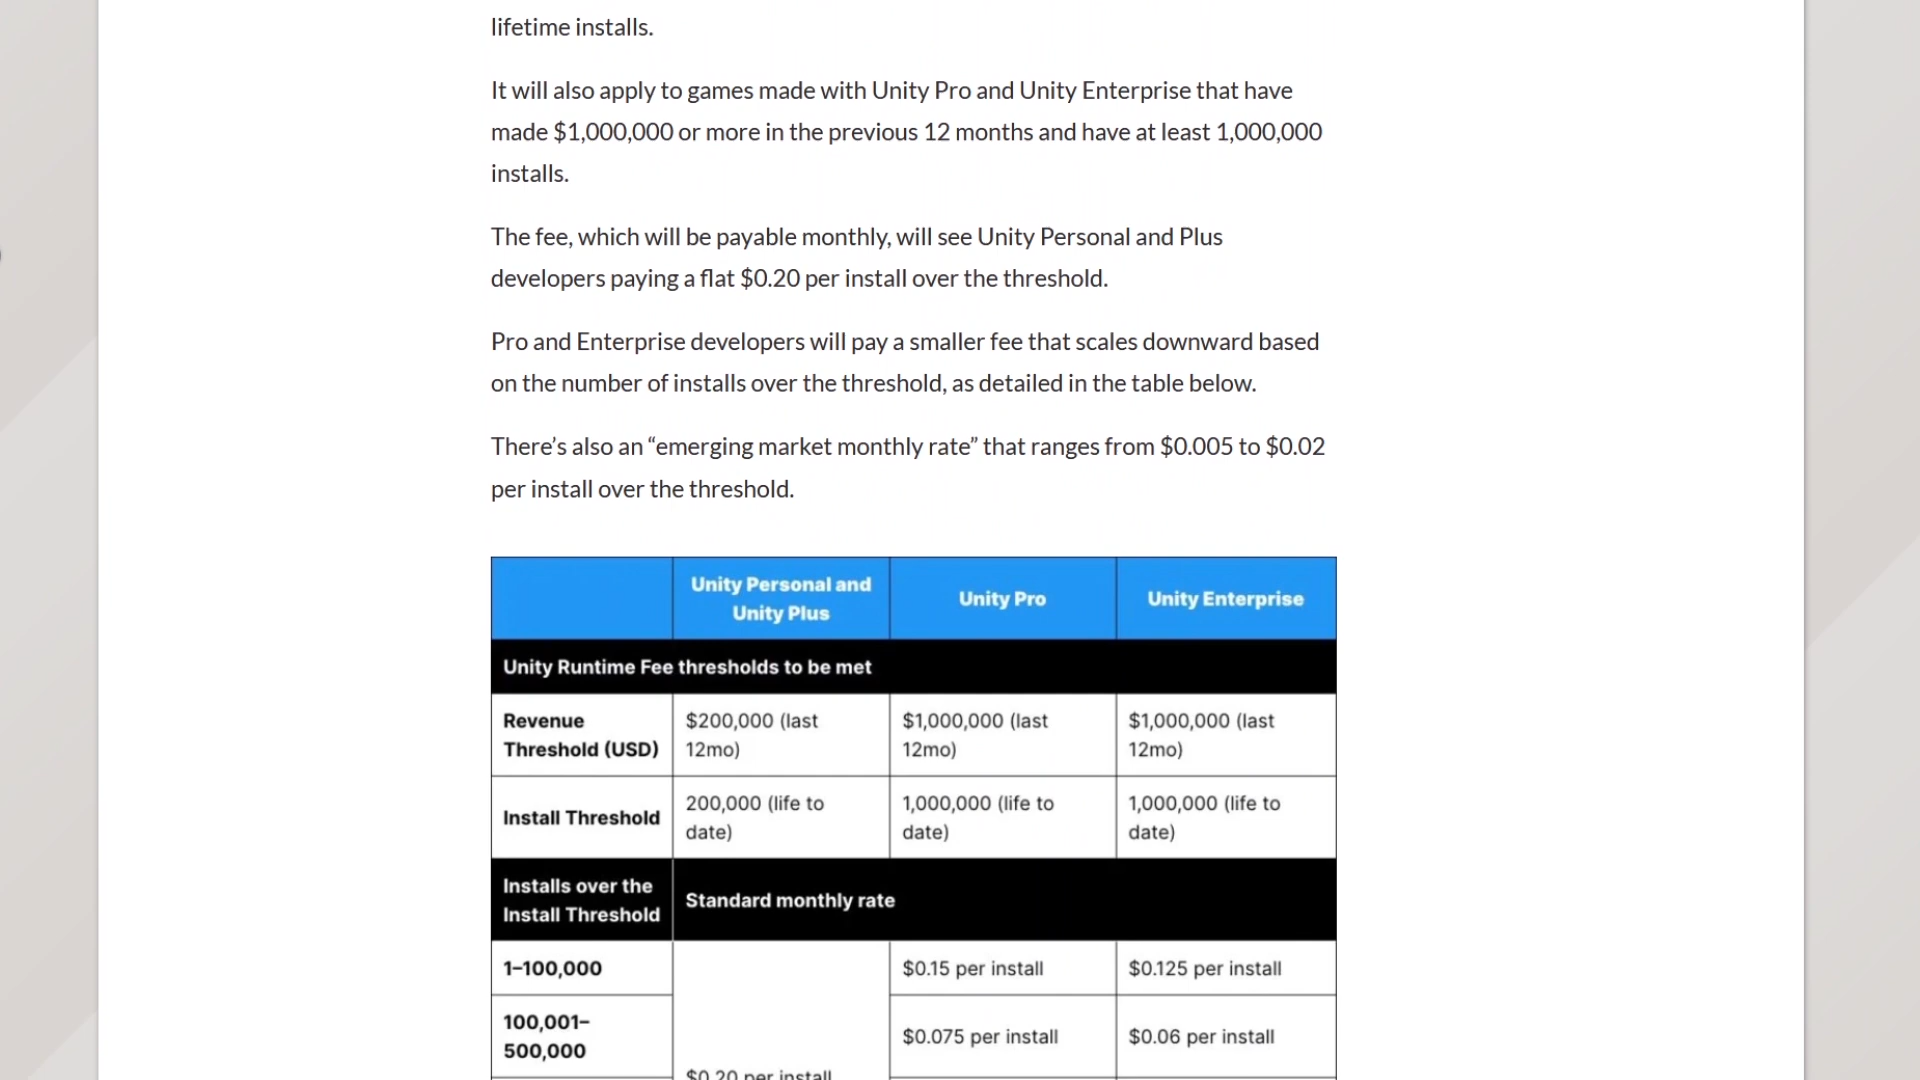 lifetime installs.
It will also apply to games made with Unity Pro and Unity Enterprise that have
made $1,000,000 or more in the previous 12 months and have at least 1,000,000
installs.
The fee, which will be payable monthly, will see Unity Personal and Plus
developers paying a flat $0.20 per install over the threshold.
Pro and Enterprise developers will pay a smaller fee that scales downward based
on the number of installs over the threshold, as detailed in the table below.
There’s also an “emerging market monthly rate” that ranges from $0.005 to $0.02
per install over the threshold.
Unity Personal and
Unity Plus
Unity Pro
Unity Enterprise
Unity Runtime Fee thresholds to be met
Revenue
Threshold (USD)
$200,000 (last
12mo)
$1,000,000 (last
12mo)
$1,000,000 (last
12mo)
Install Threshold
200,000 (life to
date)
1,000,000 (life to
date)
1,000,000 (life to
date)
Installs over the
Install Threshold
Standard monthly rate
1–100,000
$0.15 per install
$0.125 per install
100,001–
500,000
$0.20 per install
$0.075 per install
$0.06 per install